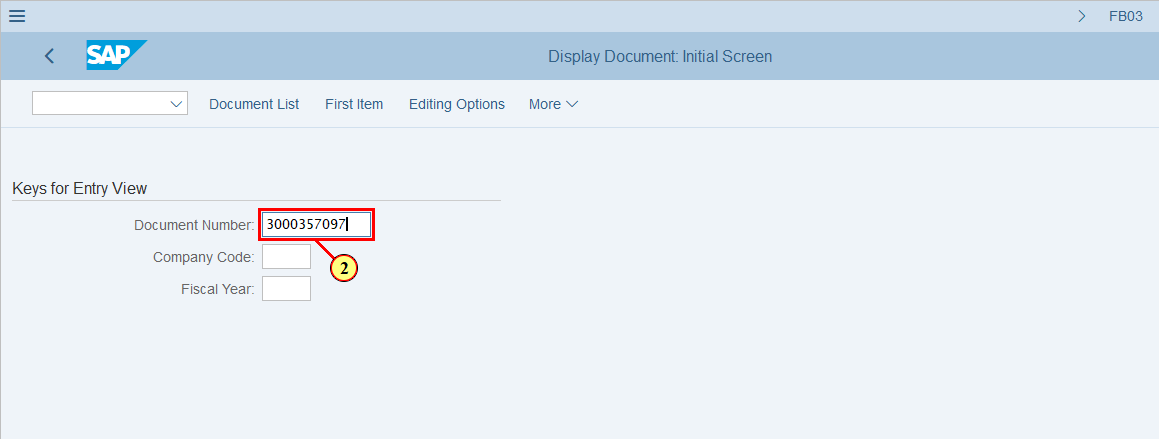 FB03
SAP Display Document: Initial Screen
Document List First Item Editing Options More
Keys for Entry View
Document Number: 3000357097
2
Company Code:
Fiscal Year: